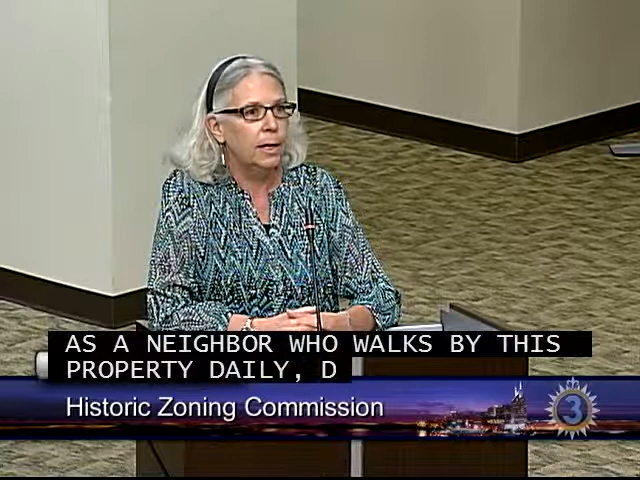 AS A NEIGHBOR WHO WALKS BY THIS
PROPERTY DAILY, D
Historic Zoning Commission
3